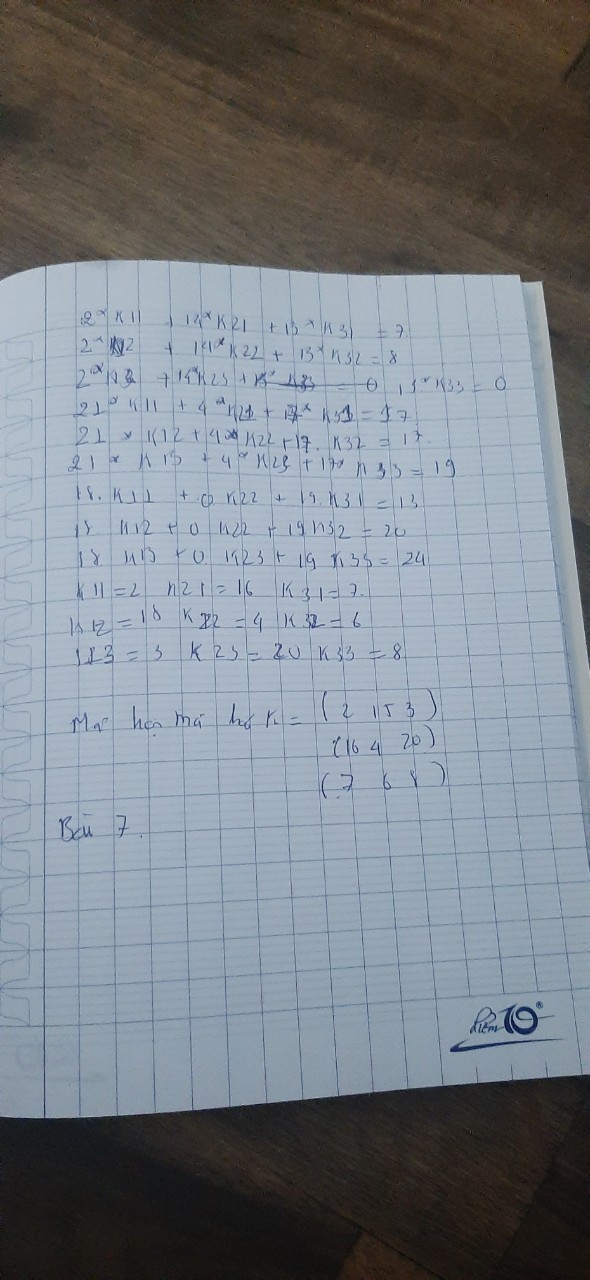 2* K11 + 14* K21 + 13* K31 = 7
2* K12 + 14* K22 + 13* K32 = 8
2* K13 + 14* K23 + 13* K33 = 0 , 13* K33 = 0
21* K11 + 4* K21 + 17* K31 = 17
21 * K12 + 4* K22 + 17. K32 = 17.
21 * K13 + 4* K23 + 17* K33 = 19
18. K11 + 0 K22 + 19. K31 = 13
18 K12 + 0 K22 + 19 K32 = 20
18. K13 + 0. K23 + 19 K33 = 24
K11 = 2 K21 = 16 K31 = 7.
K12 = 15 K22 = 4 K32 = 6
K13 = 3 K23 = 20 K33 = 8
K = ( 2 15 3 )
(16 4 20)
( 7 6 8 )
Bài 7.
điểm 10